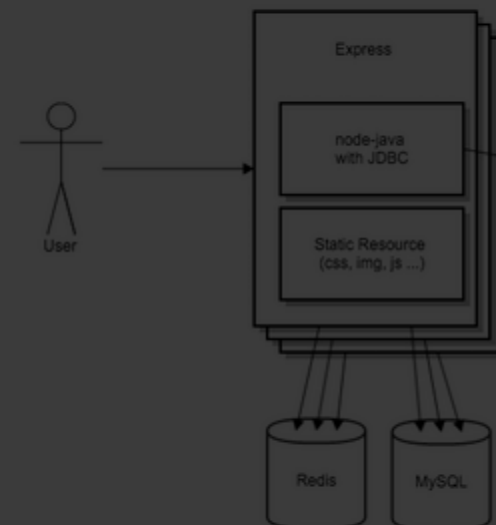 Express
node-java
with JDBC
User
Static Resource
(css, img, js ...)
Redis
MySQL